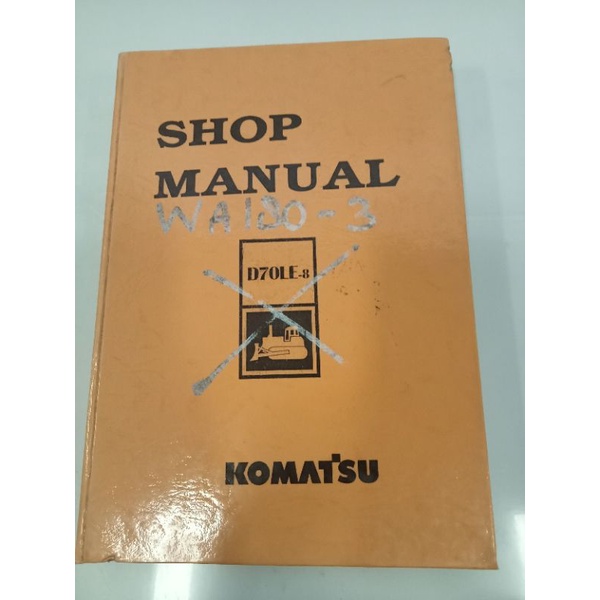 SHOP
MANUAL
WA180-3
D70LE-8
KOMATSU